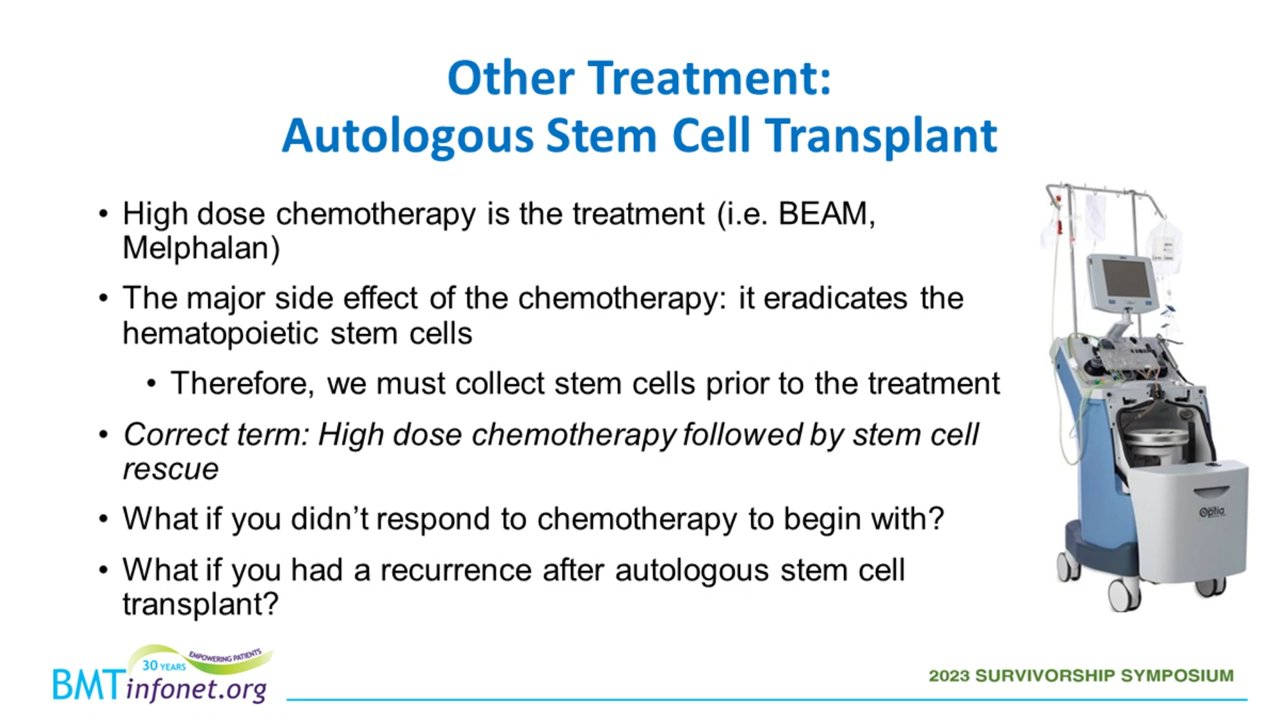 Other Treatment:
Autologous Stem Cell Transplant
• High dose chemotherapy is the treatment (i.e. BEAM,
Melphalan)
• The major side effect of the chemotherapy: it eradicates the
hematopoietic stem cells
• Therefore, we must collect stem cells prior to the treatment
• Correct term: High dose chemotherapy followed by stem cell
rescue
• What if you didn’t respond to chemotherapy to begin with?
• What if you had a recurrence after autologous stem cell
transplant?
Optia
30 YEARS
EMPOWERING PATIENTS
BMTinfonet.org
2023 SURVIVORSHIP SYMPOSIUM